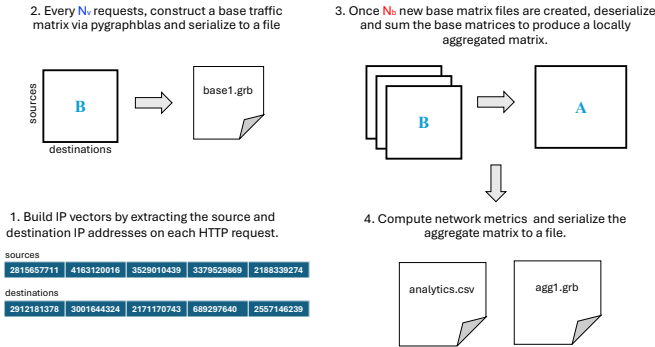 2. Every Nv requests, construct a base traffic
matrix via pygraphblas and serialize to a file
sources
B
destinations
base1.grb
3. Once Nb new base matrix files are created, deserialize
and sum the base matrices to produce a locally
aggregated matrix.
B
A
1. Build IP vectors by extracting the source and
destination IP addresses on each HTTP request.
sources
2815657711 4163120016 3529010439 3379529869 2188339274
destinations
2912181378 3001644324 2171170743 689297640 2557146239
4. Compute network metrics and serialize the
aggregate matrix to a file.
analytics.csv
agg1.grb